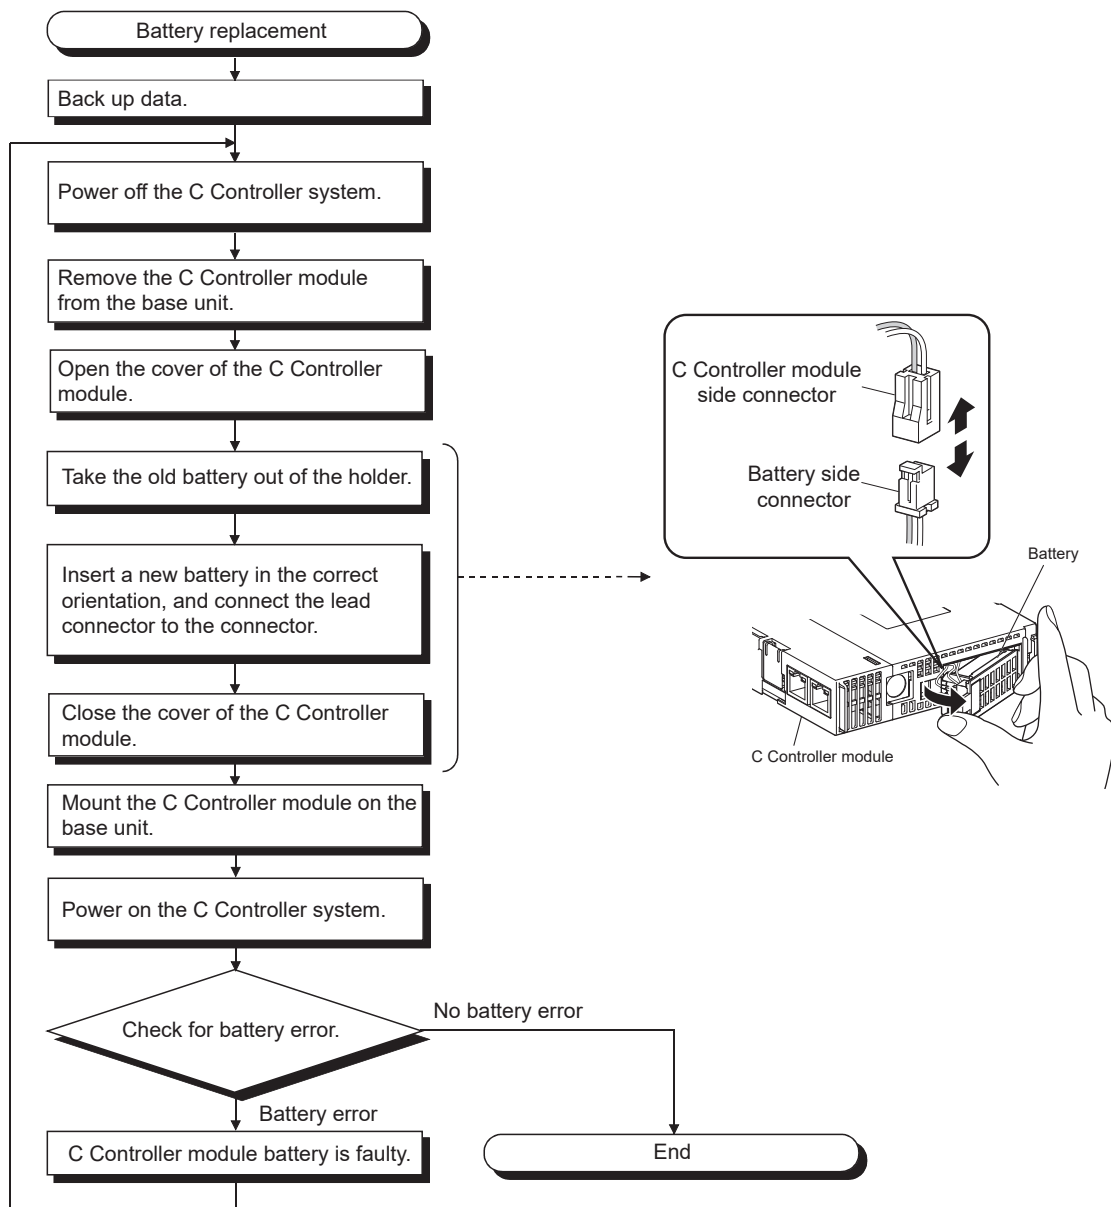 Battery replacement
Back up data.
Power off the C Controller system.
Remove the C Controller module
from the base unit.
Open the cover of the C Controller
module.
Take the old battery out of the holder.
Insert a new battery in the correct
orientation, and connect the lead
connector to the connector.
Close the cover of the C Controller
module.
Mount the C Controller module on the
base unit.
Power on the C Controller system.
Check for battery error.
No battery error
Battery error
C Controller module battery is faulty.
End
C Controller module
side connector
Battery side
connector
Battery
C Controller module